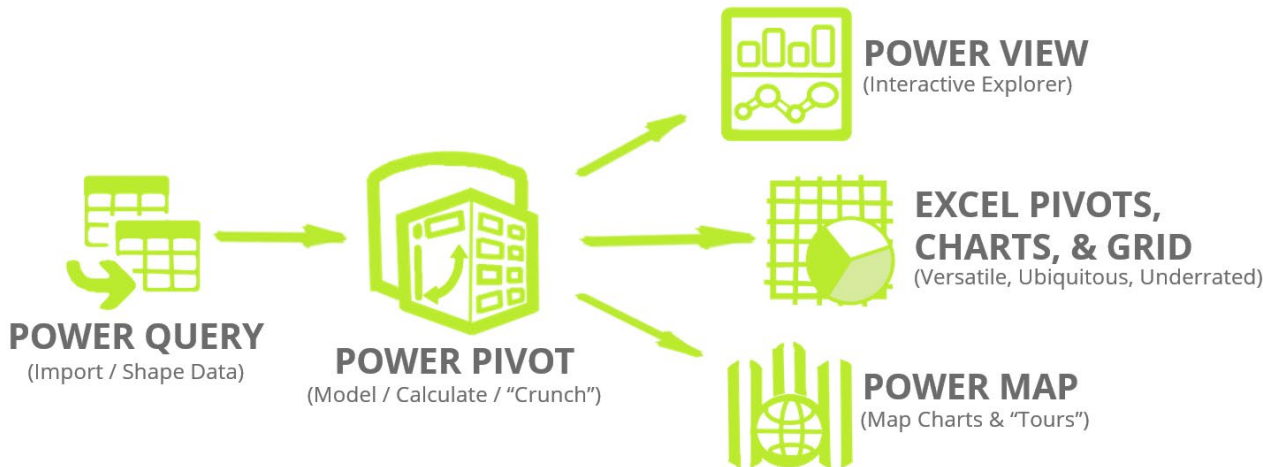 POWER QUERY
(Import / Shape Data)
POWER PIVOT
(Model / Calculate / “Crunch”)
POWER VIEW
(Interactive Explorer)
EXCEL PIVOTS,
CHARTS, & GRID
(Versatile, Ubiquitous, Underrated)
POWER MAP
(Map Charts & “Tours”)